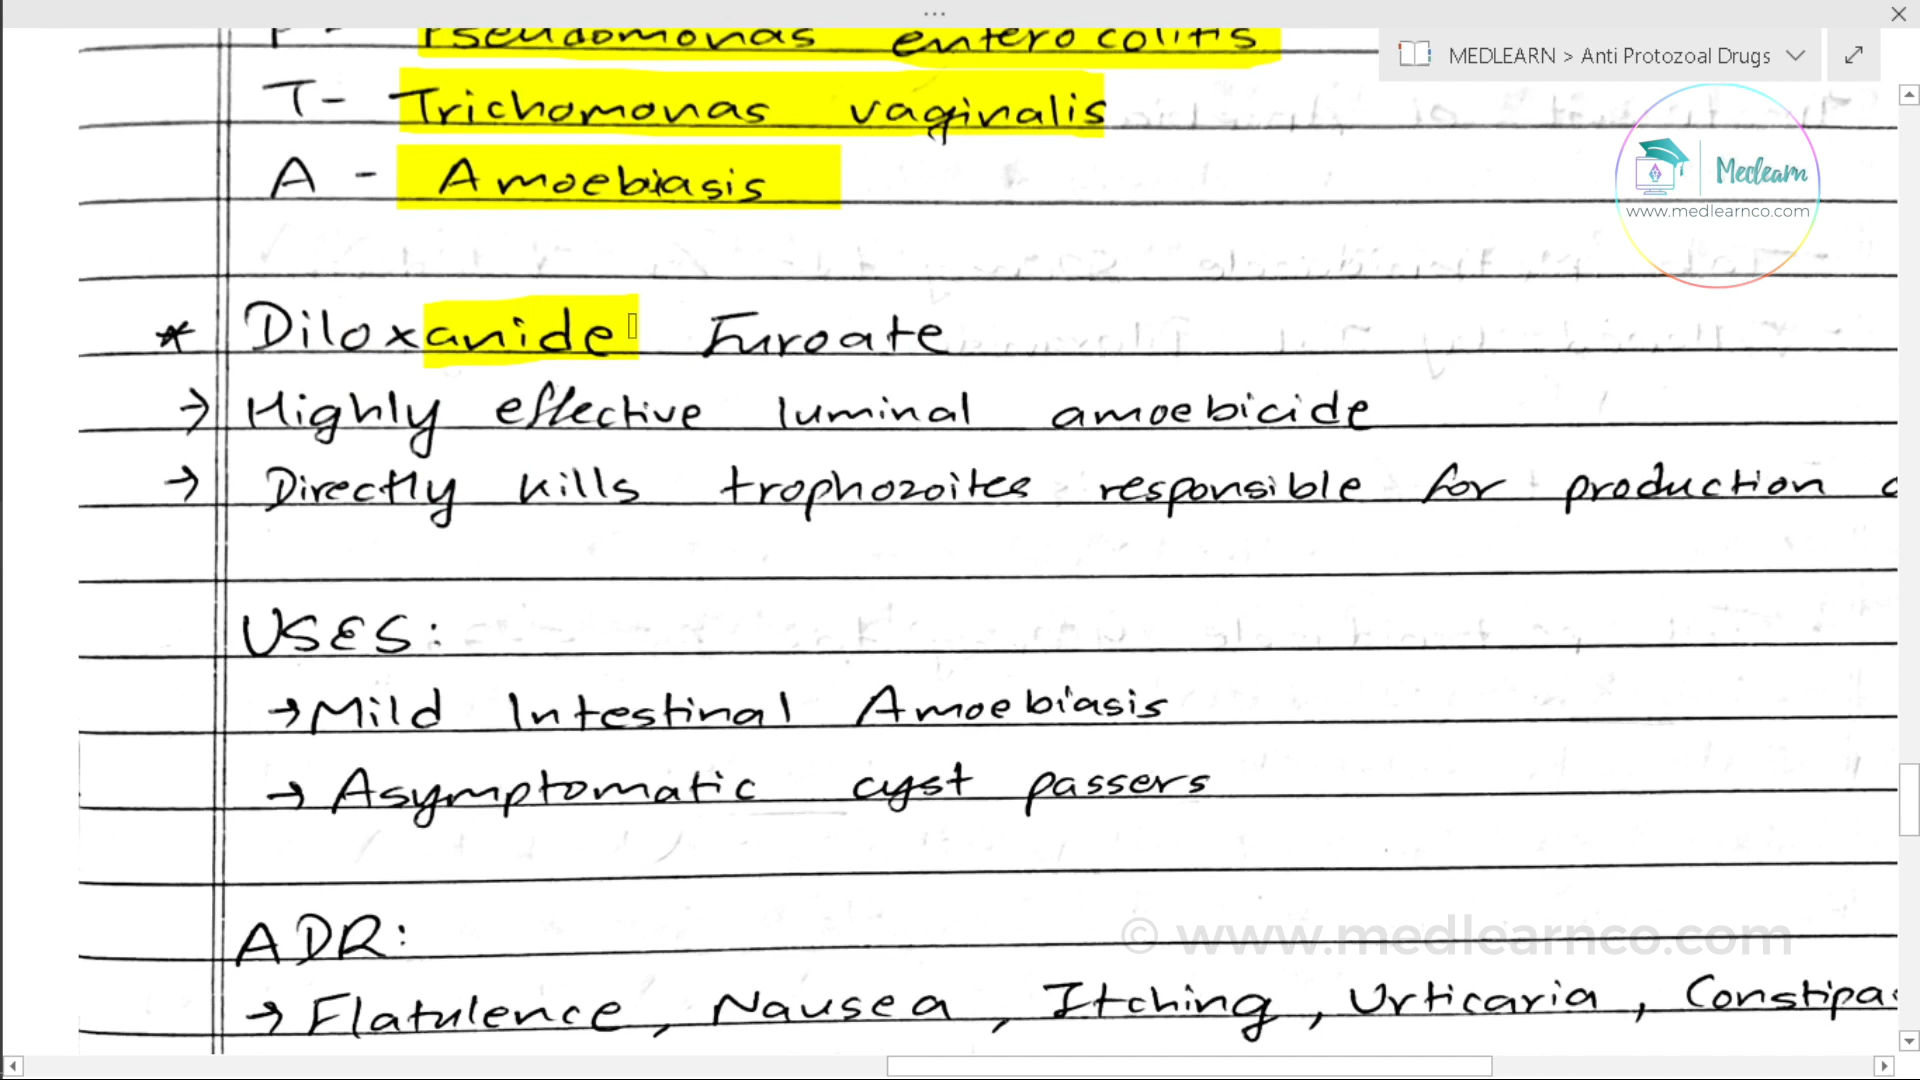 MEDLEARN > Anti Protozoal Drugs
Pseudomonas enterocolitis
T- Trichomonas vaginalis
A - Amoebiasis
Medlearn
www.medlearnco.com
* Diloxanide Furoate
→ Highly effective luminal amoebicide
→ Directly kills trophozoites responsible for production
USES:
→ Mild Intestinal Amoebiasis
→ Asymptomatic cyst passers
ADR:
© www.medlearnco.com
→ Flatulence, Nausea, Itching, Urticaria, Constipa